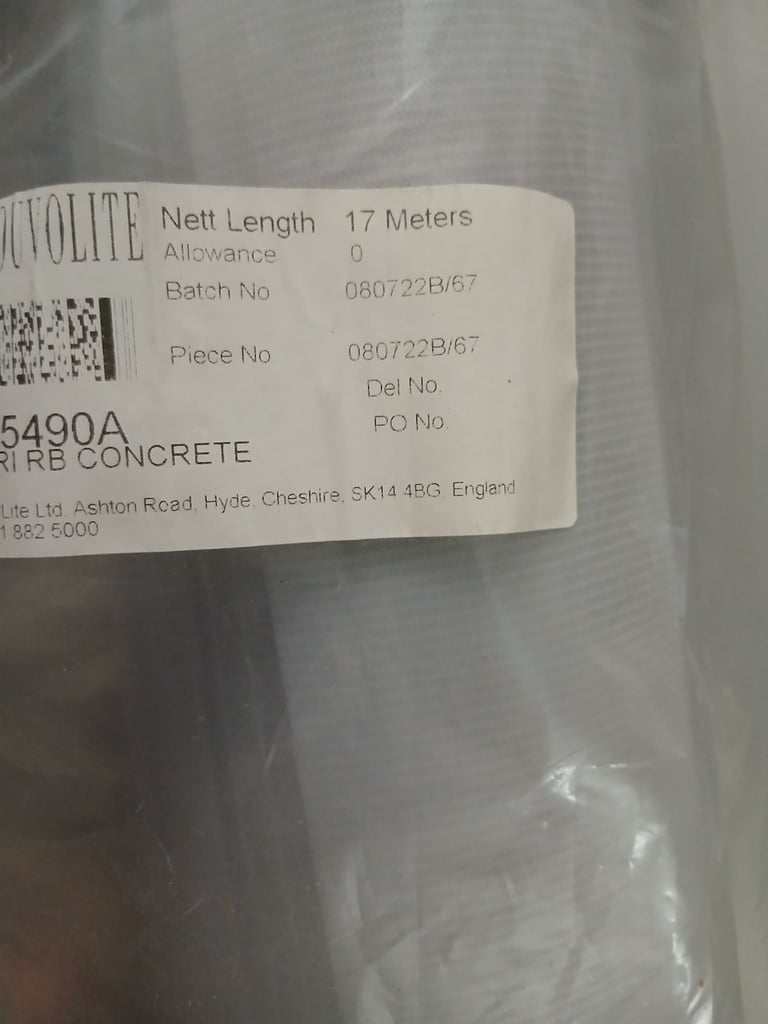 OUVOLITE
Nett Length 17 Meters
Allowance 0
Batch No 080722B/67
Piece No 080722B/67
Del No.
PO No.
5490A
RI RB CONCRETE
Lite Ltd. Ashton Road, Hyde, Cheshire, SK14 4BG, England
1 882 5000